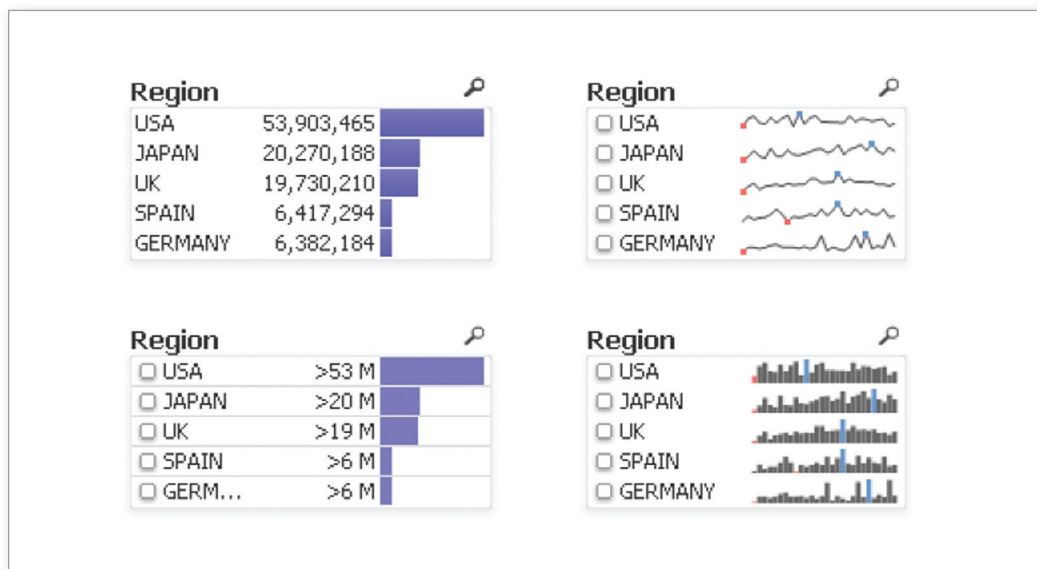 Region
USA 53,903,465
JAPAN 20,270,188
UK 19,730,210
SPAIN 6,417,294
GERMANY 6,382,184
Region
USA
JAPAN
UK
SPAIN
GERMANY
Region
USA >53 M
JAPAN >20 M
UK >19 M
SPAIN >6 M
GERM... >6 M
Region
USA
JAPAN
UK
SPAIN
GERMANY